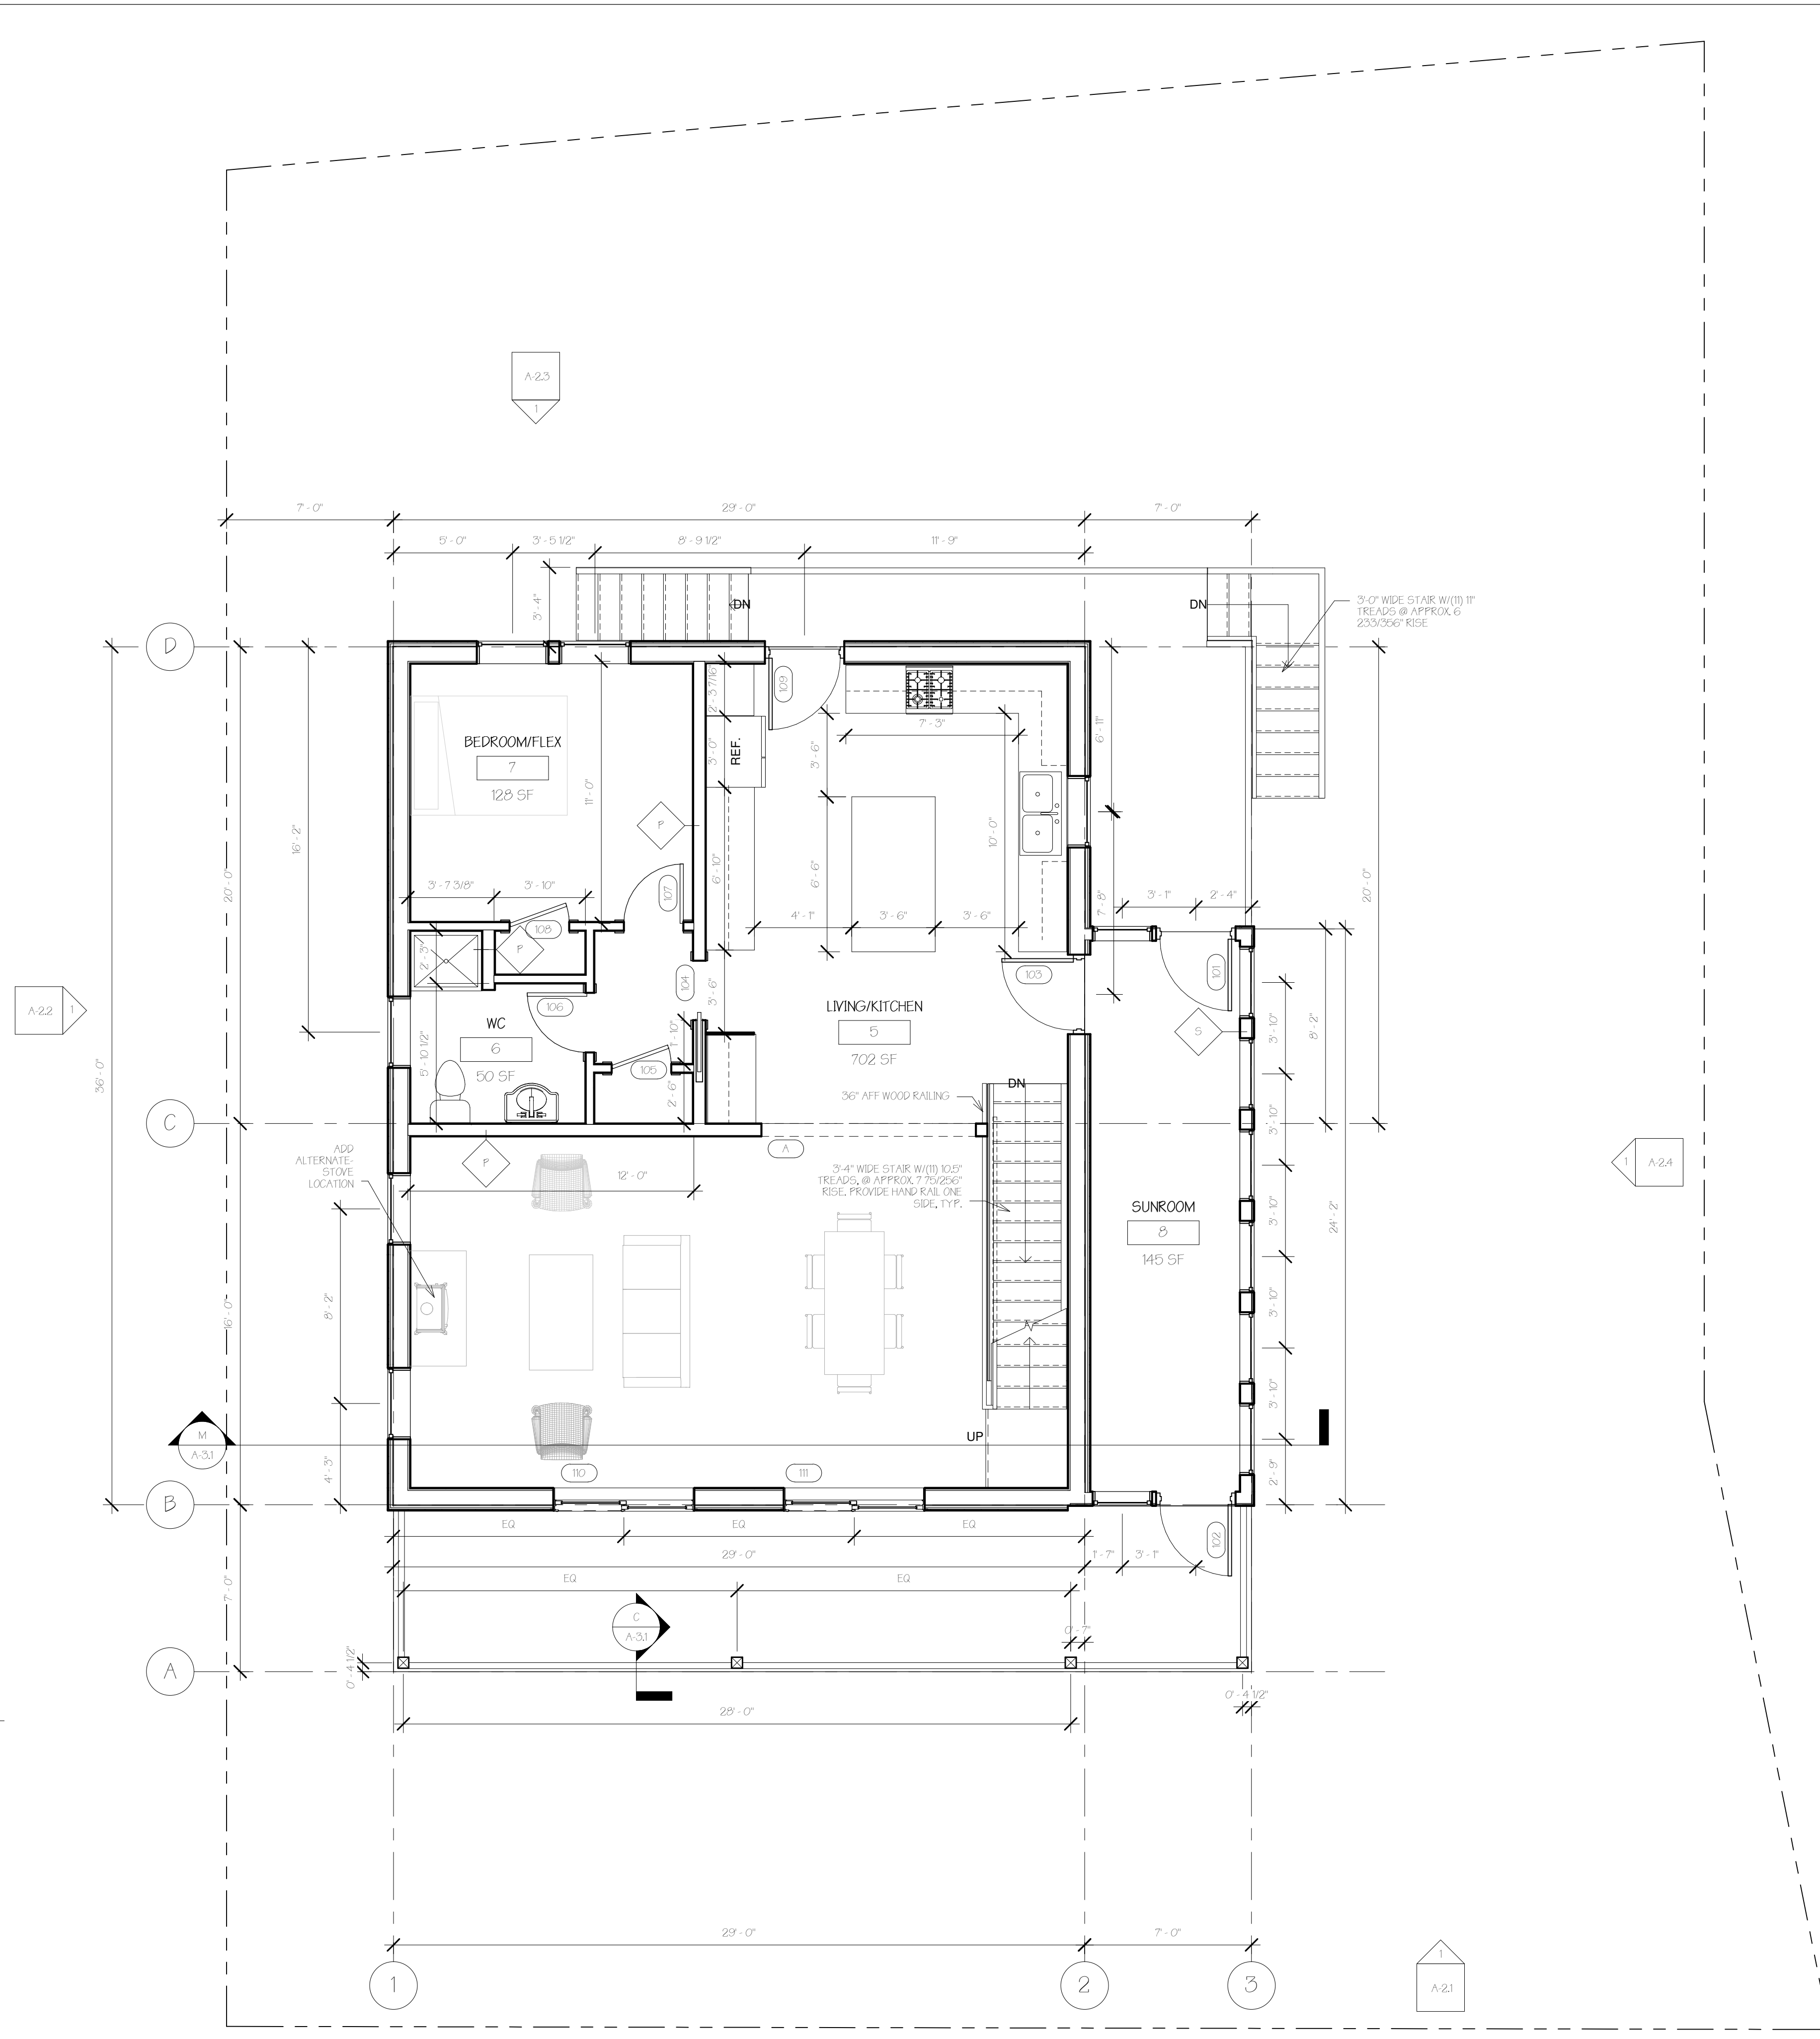 A-2.3
1
7' - 0"
29' - 0"
7' - 0"
5' - 0"
3' - 5 1/2"
8' - 9 1/2"
11' - 9"
3' - 4"
DN
DN
3'-0" WIDE STAIR W/(11) 11"
TREADS @ APPROX. 6
233/356" RISE
D
109
2' - 3 7/16"
7' - 3"
6' - 11"
BEDROOM/FLEX
7
128 SF
REF.
3' - 0"
3' - 6"
11' - 0"
P
16' - 2"
20' - 0"
20' - 0"
10' - 0"
6' - 10"
6' - 6"
3' - 7 3/8"
3' - 10"
107
7' - 8"
3' - 1"
2' - 4"
4' - 1"
3' - 6"
3' - 6"
108
P
2' - 3"
104
103
101
3' - 6"
106
A-2.2
1
WC
6
50 SF
5' - 10 1/2"
LIVING/KITCHEN
5
702 SF
S
3' - 10"
8' - 2"
1' - 10"
105
2' - 6"
36' - 0"
36" AFF WOOD RAILING
DN
C
A
3' - 10"
ADD
ALTERNATE-
STOVE
LOCATION
P
12' - 0"
3'-4" WIDE STAIR W/(11) 10.5"
TREADS, @ APPROX. 7 75/256"
RISE. PROVIDE HAND RAIL ONE
SIDE, TYP.
1
A-2.4
SUNROOM
8
145 SF
3' - 10"
24' - 2"
8' - 2"
16' - 0"
3' - 10"
3' - 10"
M
A-3.1
UP
4' - 3"
110
111
2' - 9"
B
EQ
EQ
EQ
102
29' - 0"
1' - 7"
3' - 1"
EQ
EQ
7' - 0"
C
A-3.1
0' - 7"
A
0' - 4 1/2"
0' - 4 1/2"
28' - 0"
29' - 0"
7' - 0"
1
2
3
1
A-2.1